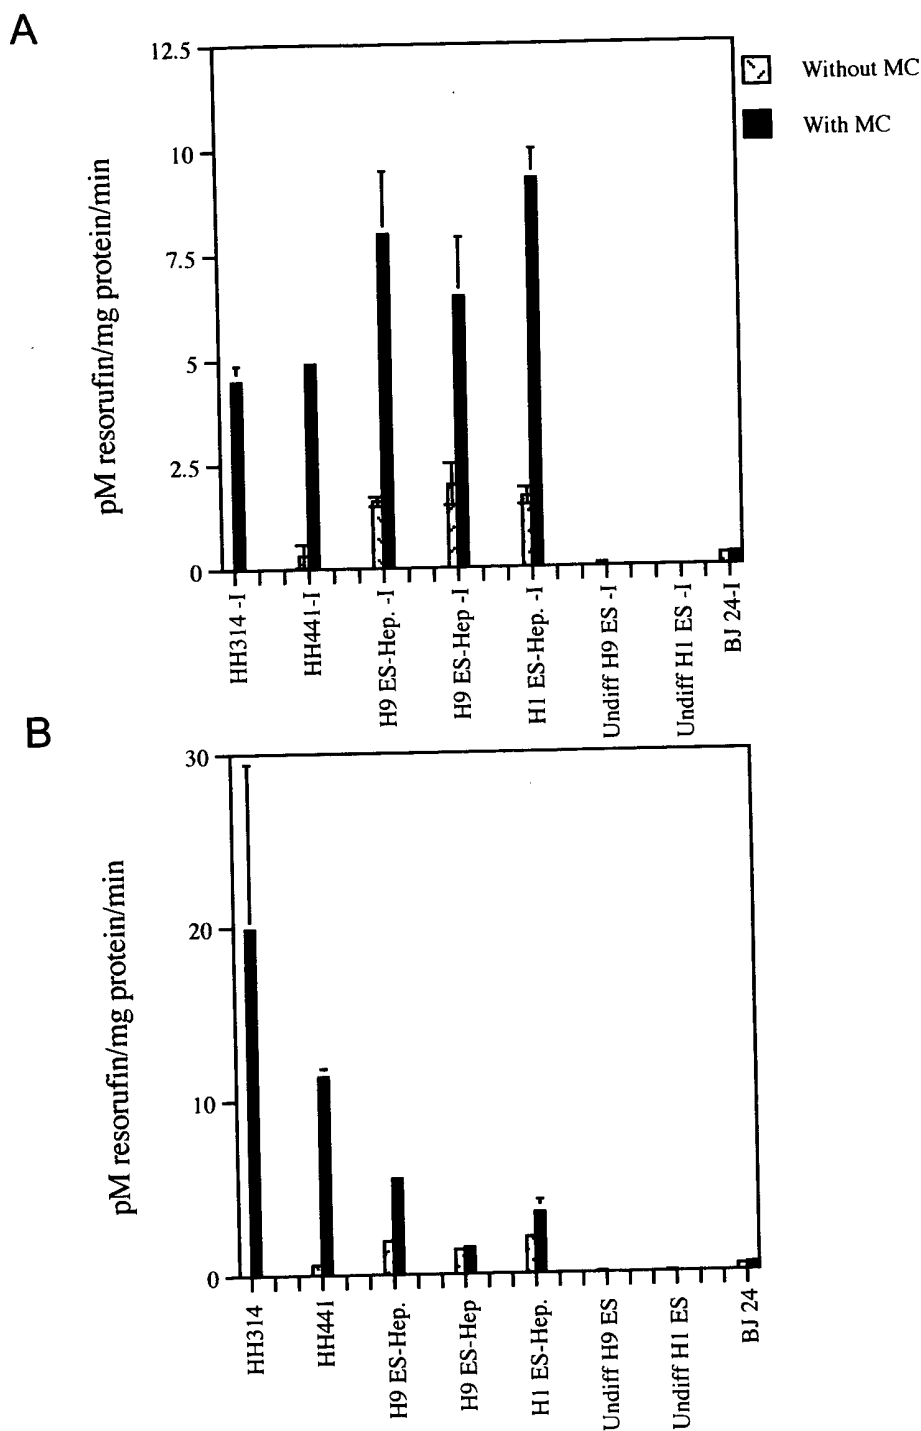 A
12.5
10
7.5
5
2.5
0
pM resorufin/mg protein/min
Without MC
With MC
HH314 -I
HH441-I
H9 ES-Hep. -I
H9 ES-Hep -I
H1 ES-Hep. -I
Undiff H9 ES -I
Undiff H1 ES -I
BJ 24-I
B
30
20
10
0
pM resorufin/mg protein/min
HH314
HH441
H9 ES-Hep.
H9 ES-Hep
H1 ES-Hep.
Undiff H9 ES
Undiff H1 ES
BJ 24